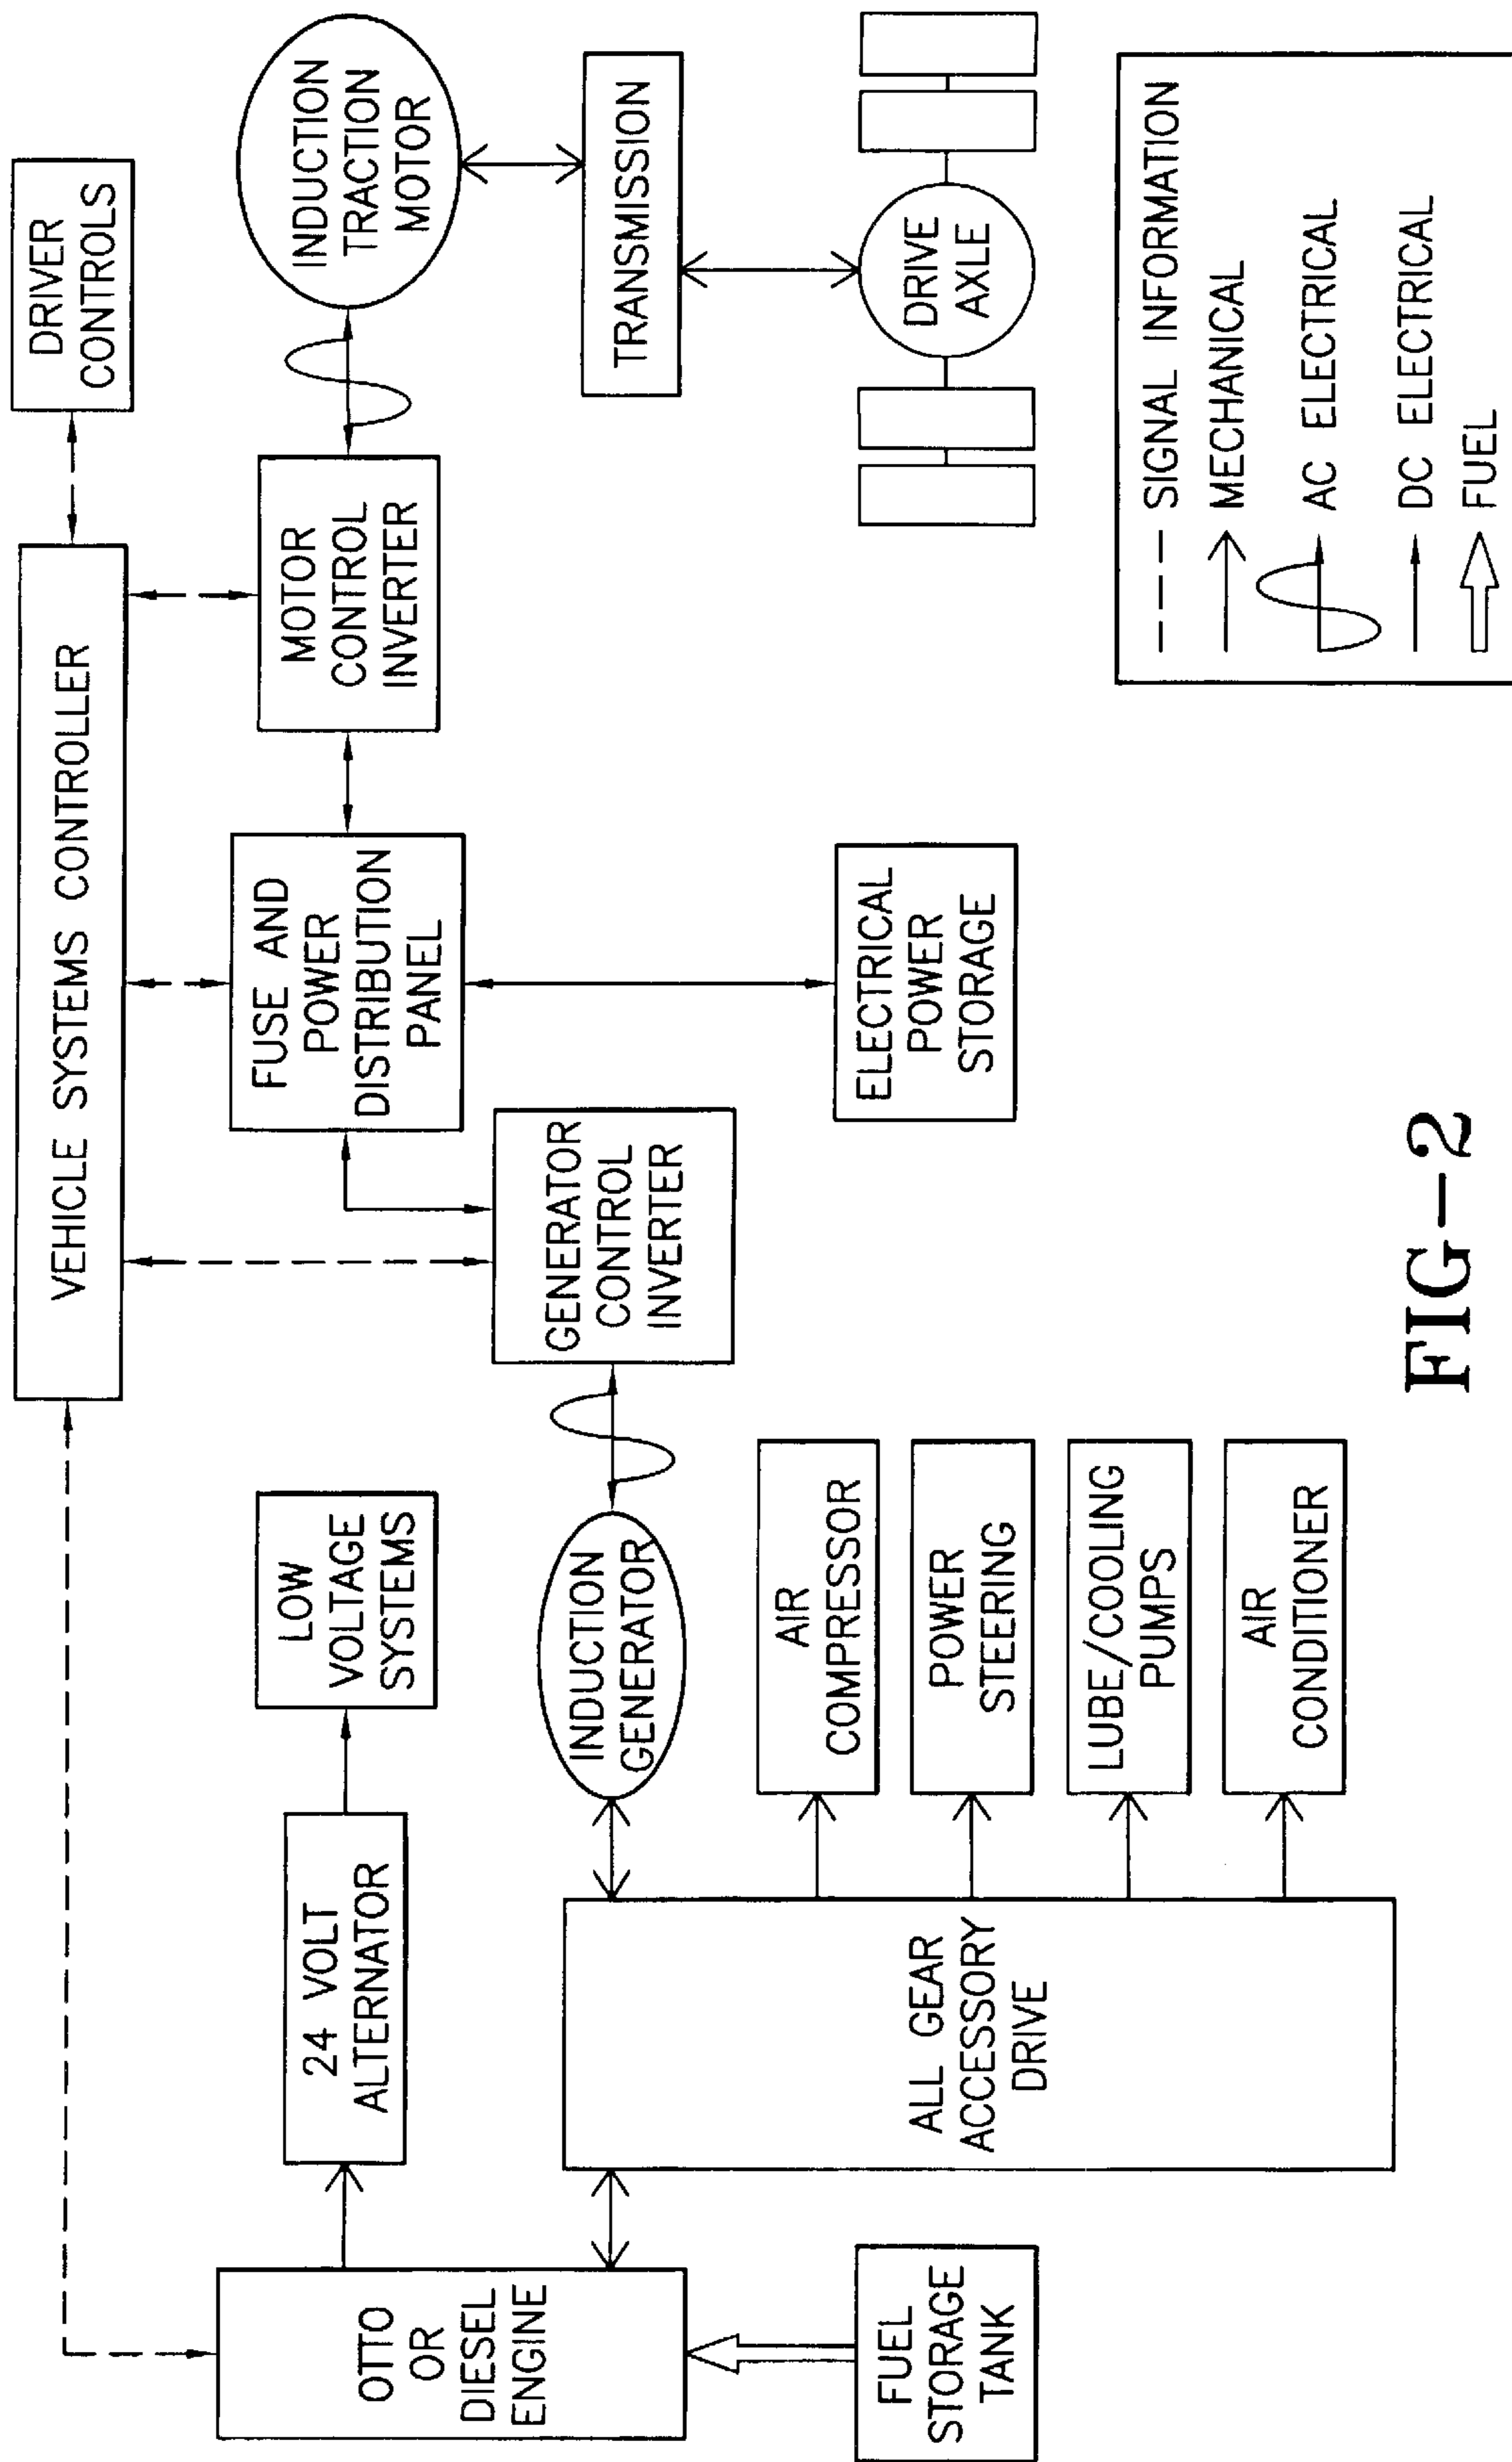 VEHICLE SYSTEMS CONTROLLER
DRIVER
CONTROLS
OTTO
OR
DIESEL
ENGINE
24 VOLT
ALTERNATOR
LOW
VOLTAGE
SYSTEMS
FUSE AND
POWER
DISTRIBUTION
PANEL
MOTOR
CONTROL
INVERTER
INDUCTION
TRACTION
MOTOR
INDUCTION
GENERATOR
GENERATOR
CONTROL
INVERTER
TRANSMISSION
FUEL
STORAGE
TANK
ALL GEAR
ACCESSORY
DRIVE
AIR
COMPRESSOR
POWER
STEERING
LUBE/COOLING
PUMPS
AIR
CONDITIONER
ELECTRICAL
POWER
STORAGE
DRIVE
AXLE
SIGNAL INFORMATION
MECHANICAL
AC ELECTRICAL
DC ELECTRICAL
FUEL
FIG-2